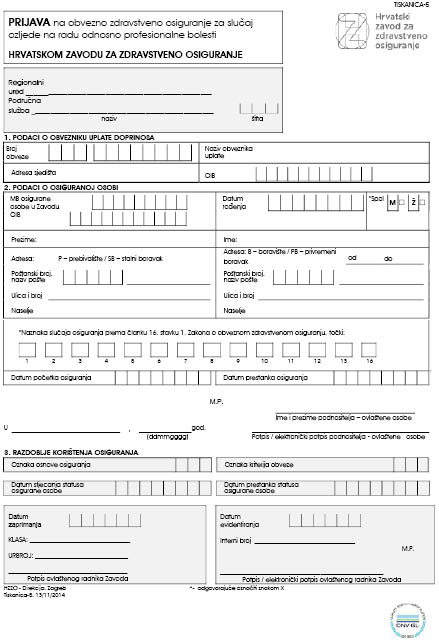 TISKANICA-5
PRIJAVA na obvezno zdravstveno osiguranje za slučaj
ozljede na radu odnosno profesionalne bolesti
HRVATSKOM ZAVODU ZA ZDRAVSTVENO OSIGURANJE
Hrvatski
zavod za
zdravstveno
osiguranje
Regionalni
ured
Područna
služba
naziv šifra
1. PODACI O OBVEZNIKU UPLATE DOPRINOSA
Broj
obveze
Naziv obveznika
uplate
Adresa sjedišta OIB
2. PODACI O OSIGURANOJ OSOBI
MB osigurane
osobe u Zavodu
OIB
Datum
rođenja
*Spol M Ž
Prezime: Ime:
Adresa: P – prebivalište / SB – stalni boravak
Adresa: B – boravište / PB – privremeni
boravak od do
Poštanski broj,
naziv pošte
Poštanski broj,
naziv pošte
Ulica i broj Ulica i broj
Naselje Naselje
*Naznaka slučaja osiguranja prema članku 16. stavku 1. Zakona o obveznom zdravstvenom osiguranju, točki:
1 2 3 4 5 6 7 8 9 10 11 12 13 16
Datum početka osiguranja Datum prestanka osiguranja
M.P.
Ime i prezime podnositelja – ovlaštene osobe
U , god.
(ddmmgggg) Potpis / elektronički potpis podnositelja - ovlaštene osobe
3. RAZDOBLJE KORIŠTENJA OSIGURANJA
Oznaka osnove osiguranja Oznaka kriterija obveze
Datum stjecanja statusa
osigurane osobe
Datum prestanka statusa
osigurane osobe
Datum
zaprimanja
KLASA:
URBROJ:
Potpis ovlaštenog radnika Zavoda
Datum
evidentiranja
Interni broj
M.P.
Potpis / elektronički potpis ovlaštenog radnika Zavoda
HZZO - Direkcija, Zagreb
Tiskanica-5, 13/11/2014
*- odgovarajuće označiti znakom X
DNV·GL